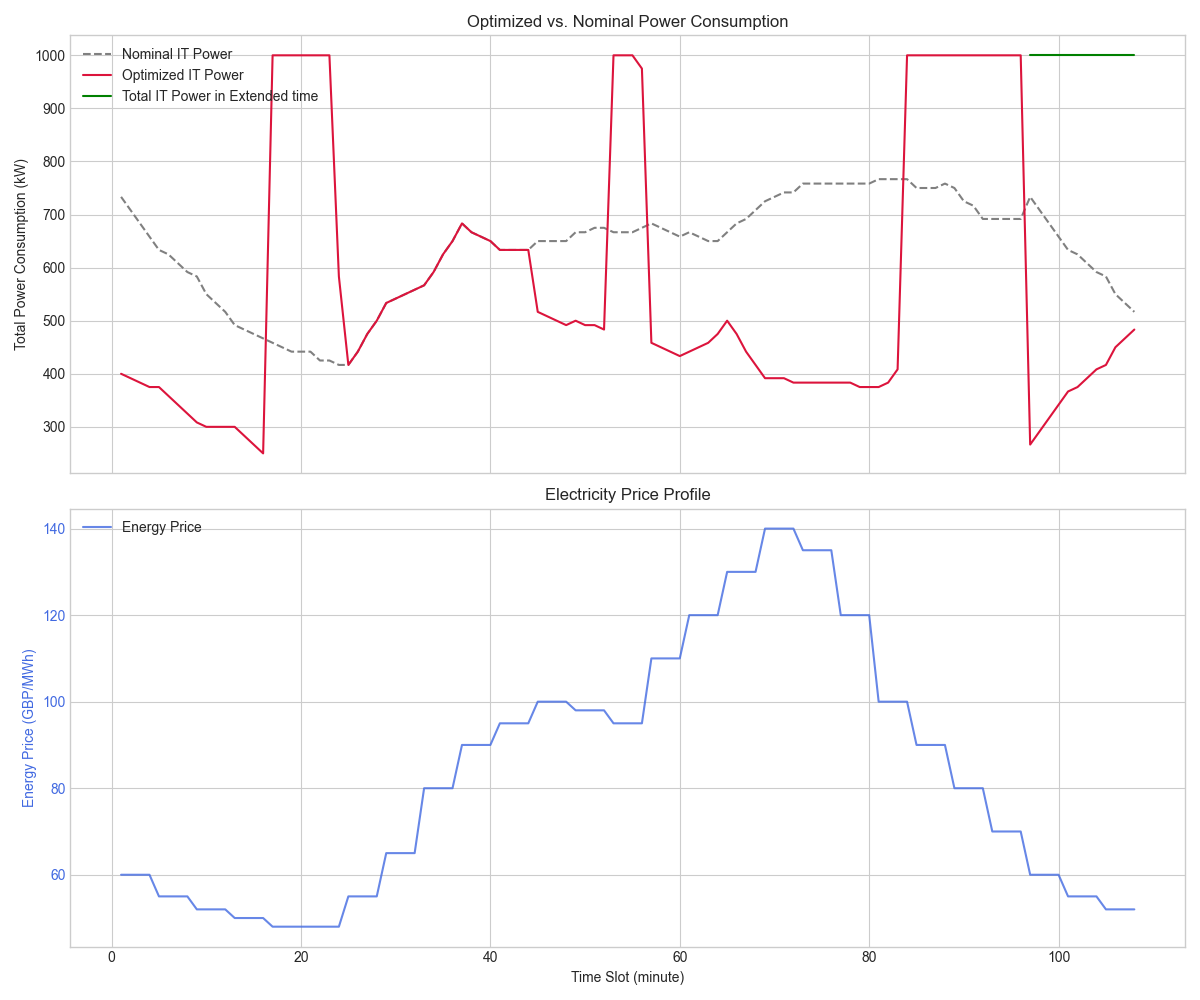 Optimized vs. Nominal Power Consumption
Nominal IT Power
Optimized IT Power
Total IT Power in Extended time
1000
900
800
700
600
500
400
300
Total Power Consumption (kW)
Electricity Price Profile
Energy Price
140
120
100
80
60
Energy Price (GBP/MWh)
0 20 40 60 80 100
Time Slot (minute)